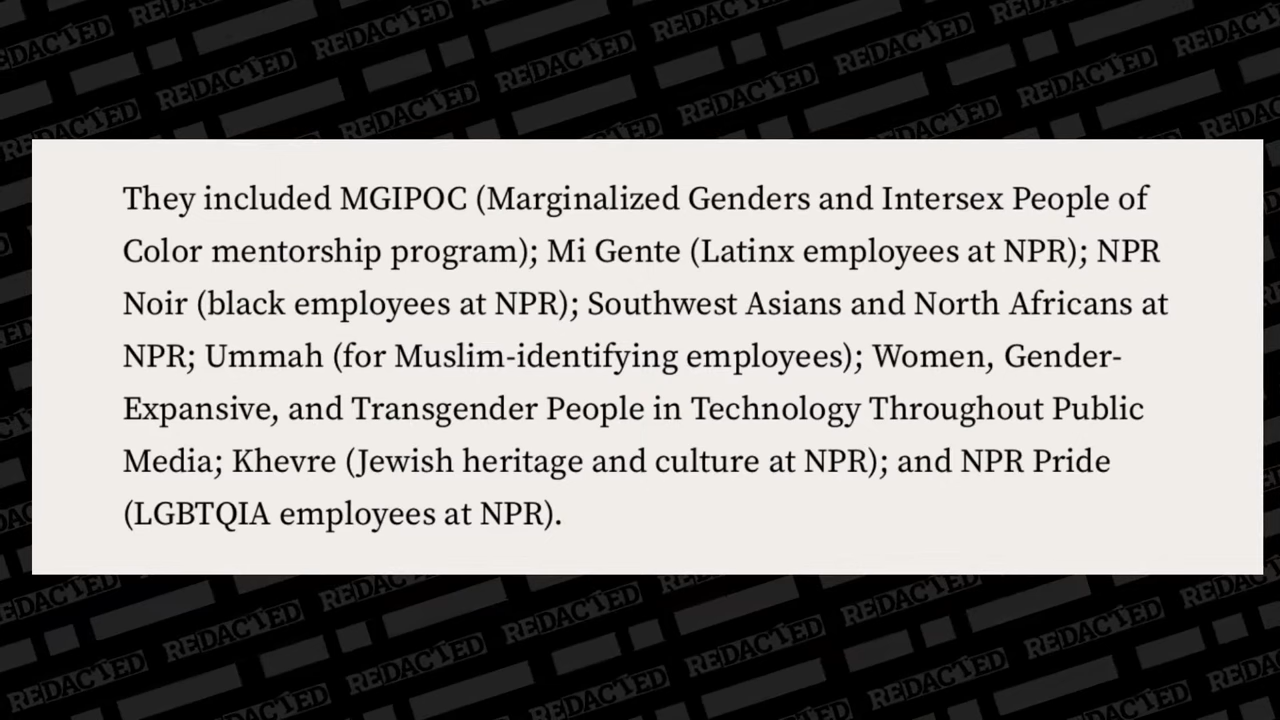 They included MGIPOC (Marginalized Genders and Intersex People of
Color mentorship program); Mi Gente (Latinx employees at NPR); NPR
Noir (black employees at NPR); Southwest Asians and North Africans at
NPR; Ummah (for Muslim-identifying employees); Women, Gender-
Expansive, and Transgender People in Technology Throughout Public
Media; Khevre (Jewish heritage and culture at NPR); and NPR Pride
(LGBTQIA employees at NPR).
REDACTED